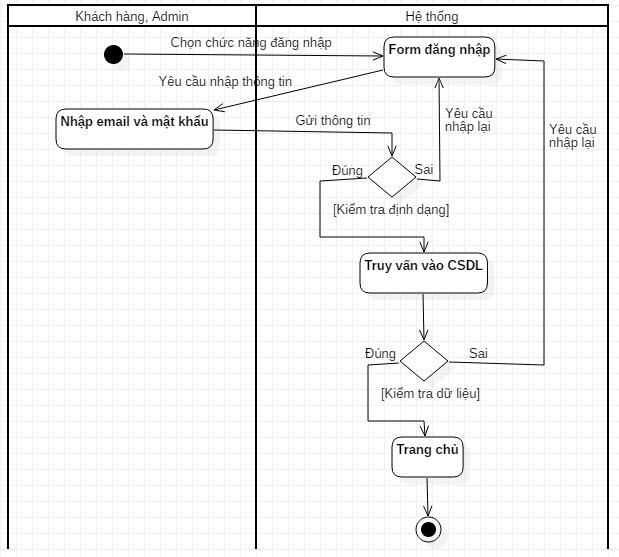 Khách hàng, Admin
Hệ thống
Chọn chức năng đăng nhập
Form đăng nhập
Yêu cầu nhập thông tin
Nhập email và mật khẩu
Gửi thông tin
Yêu cầu
nhập lại
Yêu cầu
nhập lại
Đúng
Sai
[Kiểm tra định dạng]
Truy vấn vào CSDL
Đúng
Sai
[Kiểm tra dữ liệu]
Trang chủ